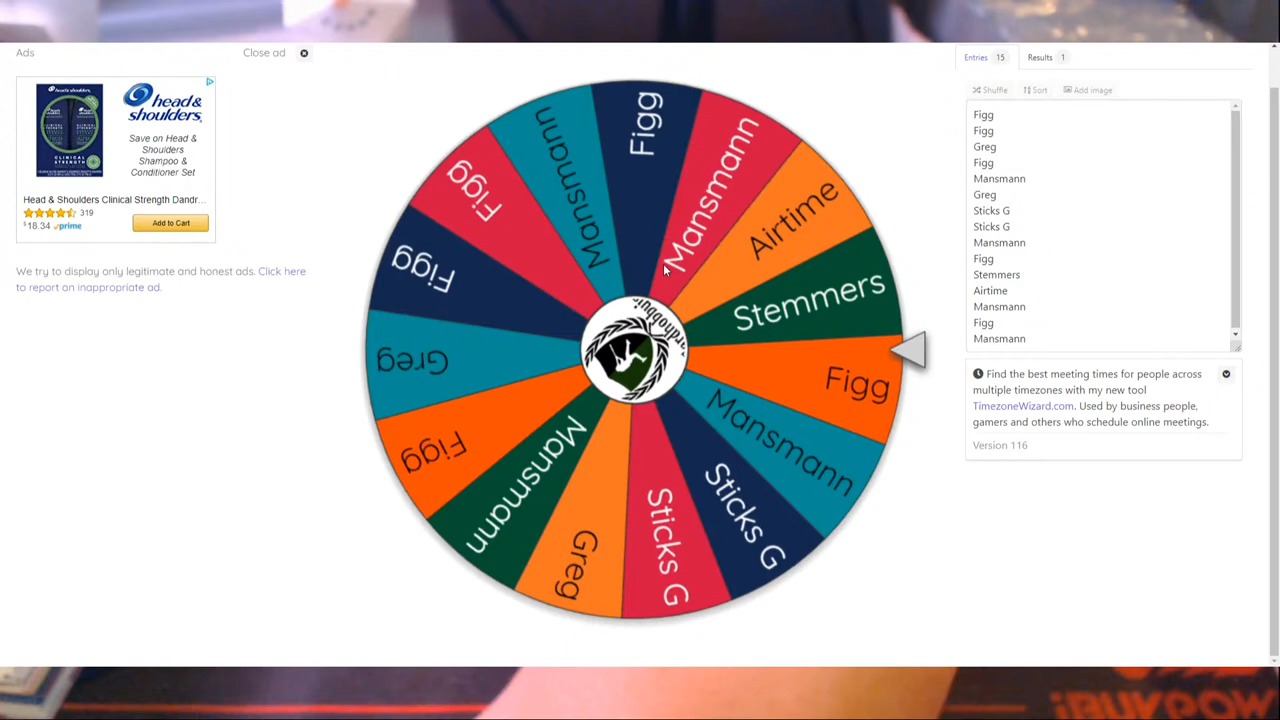 Ads
Close ad
head&
shoulders
CLINICAL
STRENGTH
head&
shoulders
Save on Head &
Shoulders
Shampoo &
Conditioner Set
Head & Shoulders Clinical Strength Dandr...
319
$18.34 prime
Add to Cart
We try to display only legitimate and honest ads. Click here
to report an inappropriate ad.
Figg
Mansmann
Airtime
Stemmers
Figg
Mansmann
Sticks G
Sticks G
Greg
Mansmann
Figg
Greg
Figg
Figg
Mansmann
Entries 15
Results 1
Shuffle
Sort
Add image
Figg
Figg
Greg
Figg
Mansmann
Greg
Sticks G
Sticks G
Mansmann
Figg
Stemmers
Airtime
Mansmann
Figg
Mansmann
Find the best meeting times for people across
multiple timezones with my new tool
TimezoneWizard.com. Used by business people,
gamers and others who schedule online meetings.
Version 116
iBUYPOW